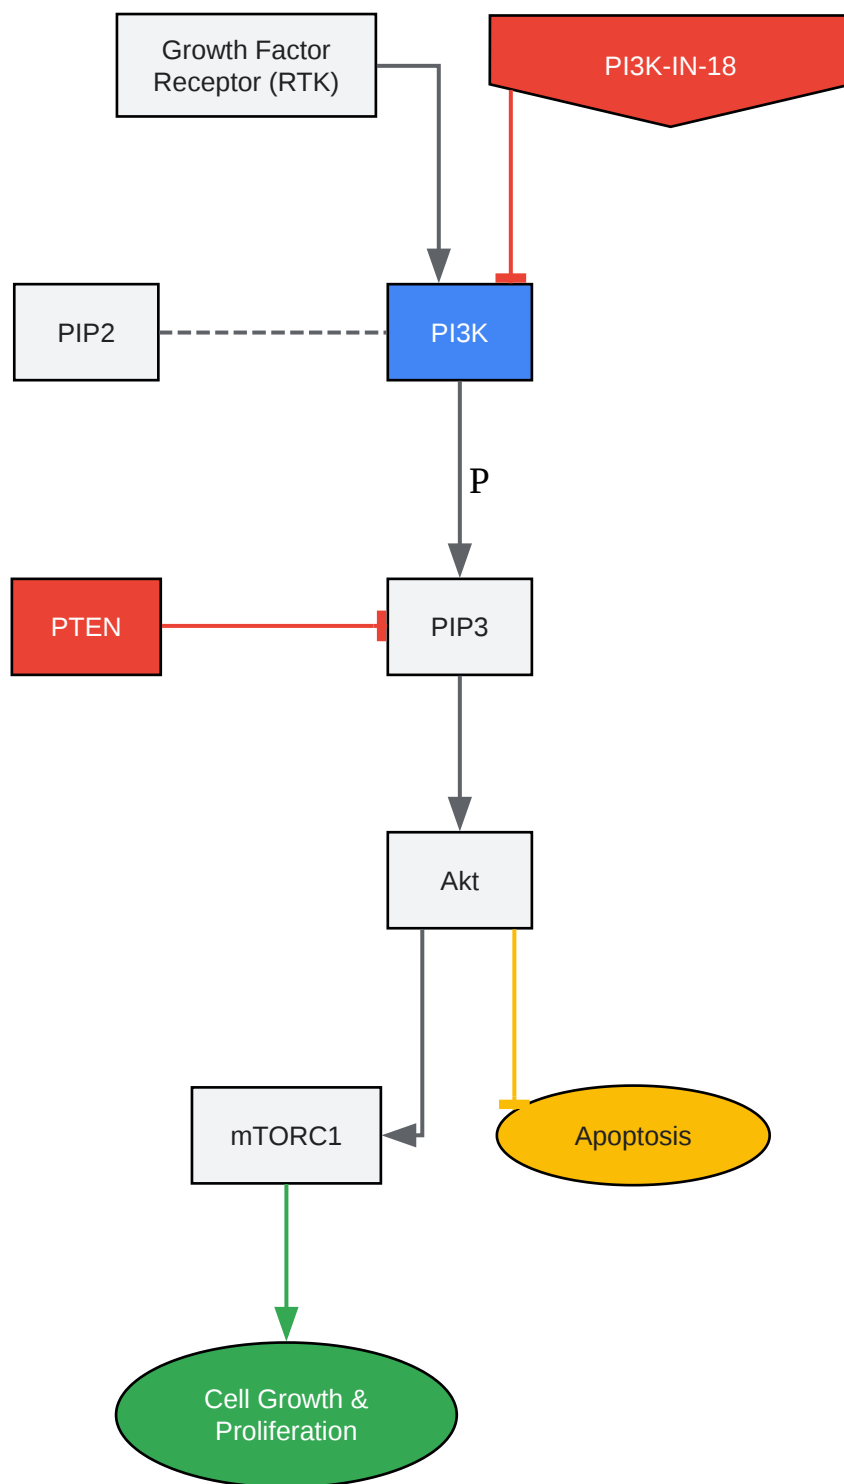 Growth Factor
Receptor (RTK)
PI3K-IN-18
PIP2
PI3K
P
PTEN
PIP3
Akt
mTORC1
Apoptosis
Cell Growth &
Proliferation